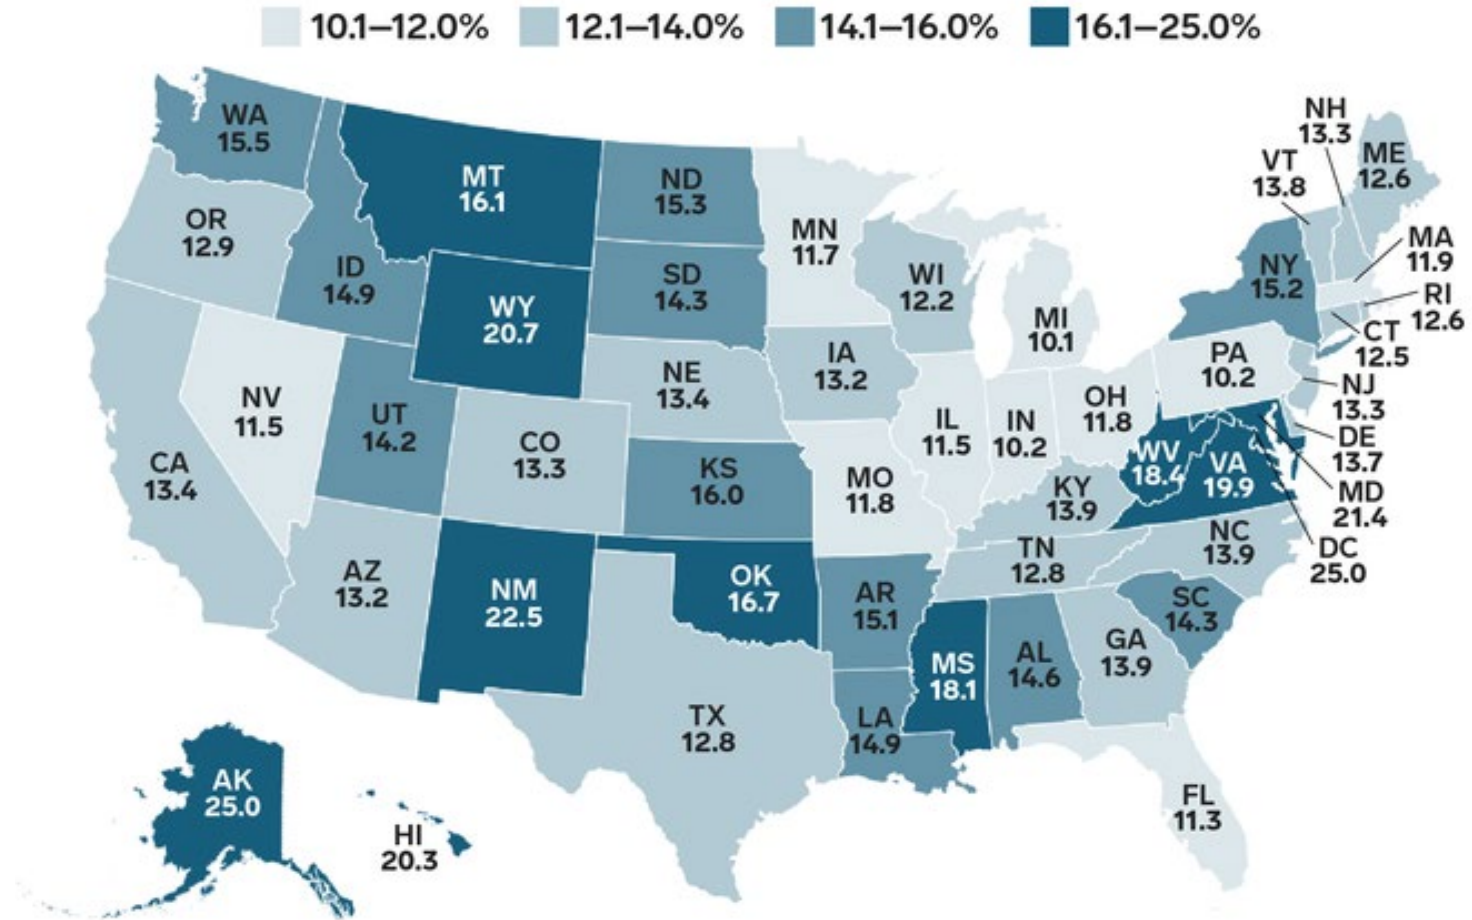 10.1–12.0% 12.1–14.0% 14.1–16.0% 16.1–25.0%
WA
15.5
OR
12.9
CA
13.4
ID
14.9
NV
11.5
MT
16.1
WY
20.7
UT
14.2
AZ
13.2
CO
13.3
NM
22.5
ND
15.3
SD
14.3
NE
13.4
KS
16.0
OK
16.7
TX
12.8
MN
11.7
IA
13.2
MO
11.8
AR
15.1
LA
14.9
WI
12.2
IL
11.5
MS
18.1
MI
10.1
IN
10.2
OH
11.8
KY
13.9
TN
12.8
AL
14.6
GA
13.9
FL
11.3
SC
14.3
NC
13.9
WV
18.4
VA
19.9
PA
10.2
NY
15.2
VT
13.8
NH
13.3
ME
12.6
MA
11.9
RI
12.6
CT
12.5
NJ
13.3
DE
13.7
MD
21.4
DC
25.0
AK
25.0
HI
20.3